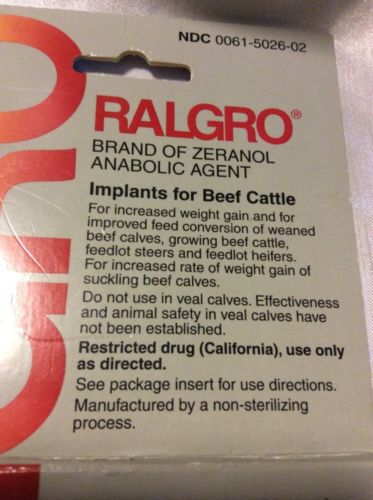 NDC 0061-5026-02
RALGRO®
BRAND OF ZERANOL
ANABOLIC AGENT
Implants for Beef Cattle
For increased weight gain and for
improved feed conversion of weaned
beef calves, growing beef cattle,
feedlot steers and feedlot heifers.
For increased rate of weight gain of
suckling beef calves.
Do not use in veal calves. Effectiveness
and animal safety in veal calves have
not been established.
Restricted drug (California), use only
as directed.
See package insert for use directions.
Manufactured by a non-sterilizing
process.